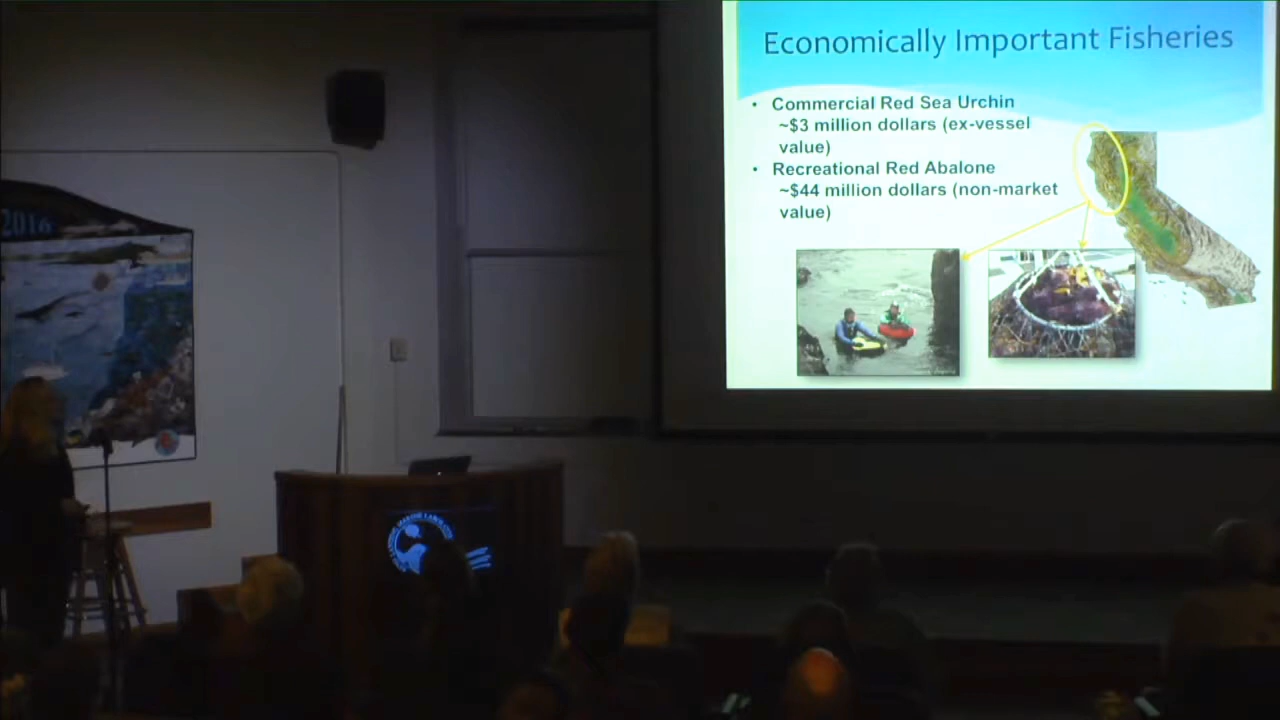 Economically Important Fisheries
• Commercial Red Sea Urchin
~$3 million dollars (ex-vessel
value)
• Recreational Red Abalone
~$44 million dollars (non-market
value)
2016